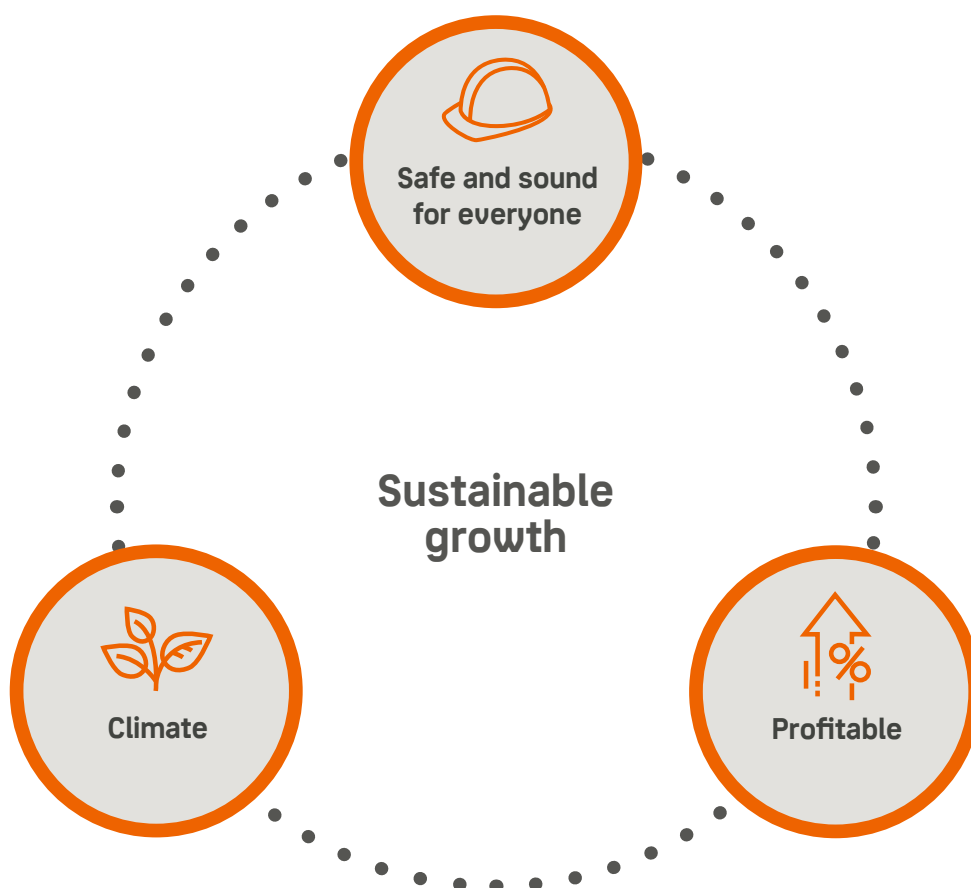 Safe and sound
for everyone
Sustainable
growth
Climate
%
Profitable